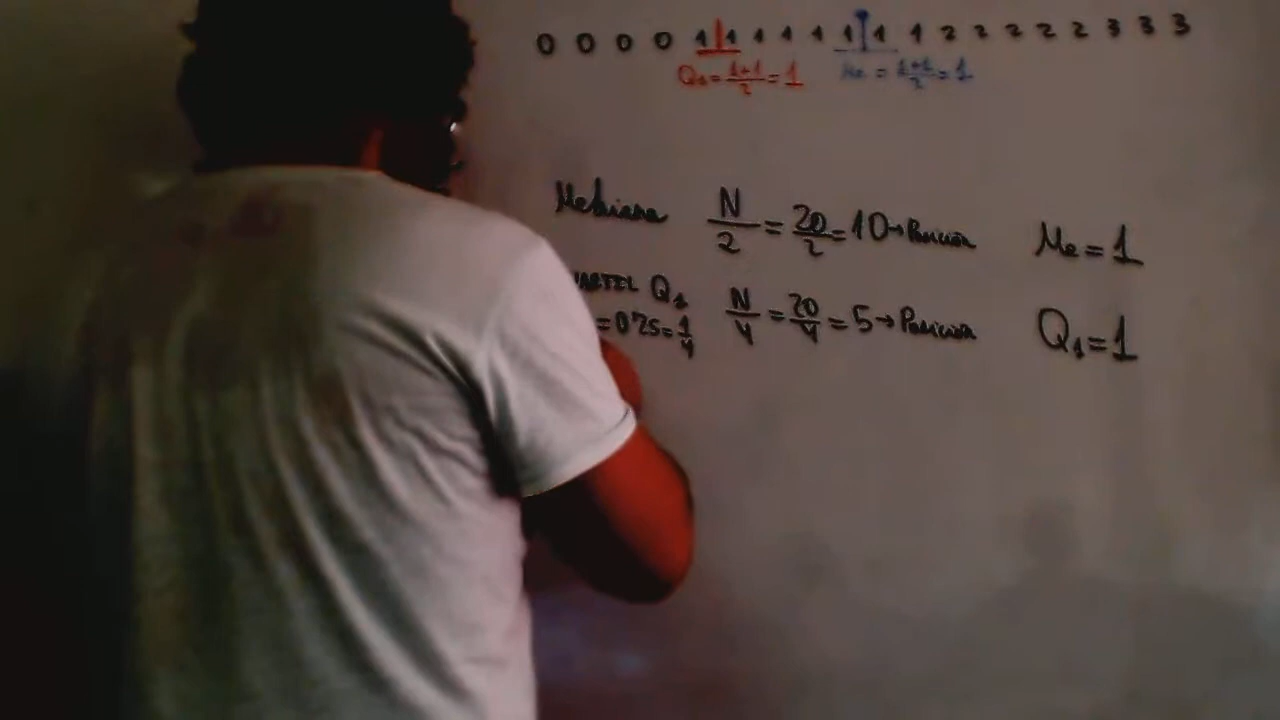 0 0 0 0 1 1 1 1 1 1 1 1 2 2 2 2 2 3 3 3
Q₁ = (1+1)/2 = 1
Me = (1+1)/2 = 1
Mediana N/2 = 20/2 = 10 → Posición Me = 1
ARTIL Q₁ N/4 = 20/4 = 5 → Posición Q₁ = 1
= 0'25 = 1/4